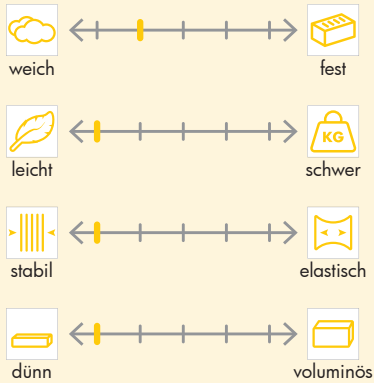 weich fest
KG
leicht schwer
stabil elastisch
dünn voluminös